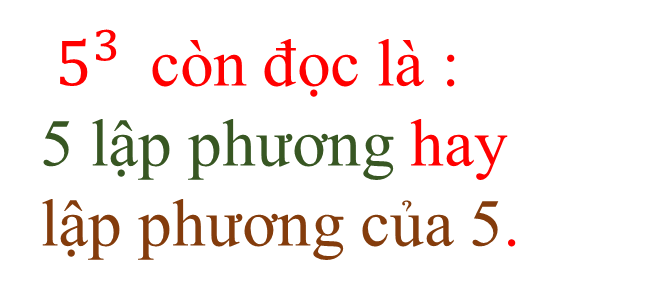 5³ còn đọc là :
5 lập phương hay
lập phương của 5.